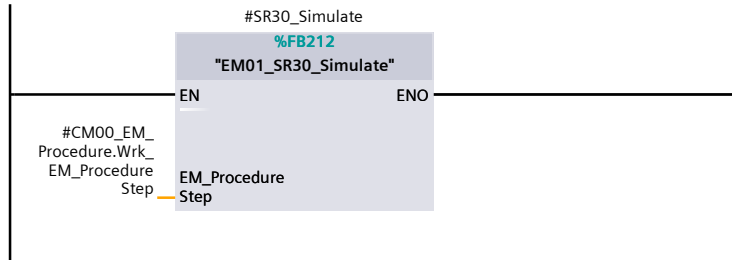 #SR30_Simulate
%FB212
"EM01_SR30_Simulate"
EN ENO
#CM00_EM_
Procedure.Wrk_
EM_Procedure
Step
EM_Procedure
Step